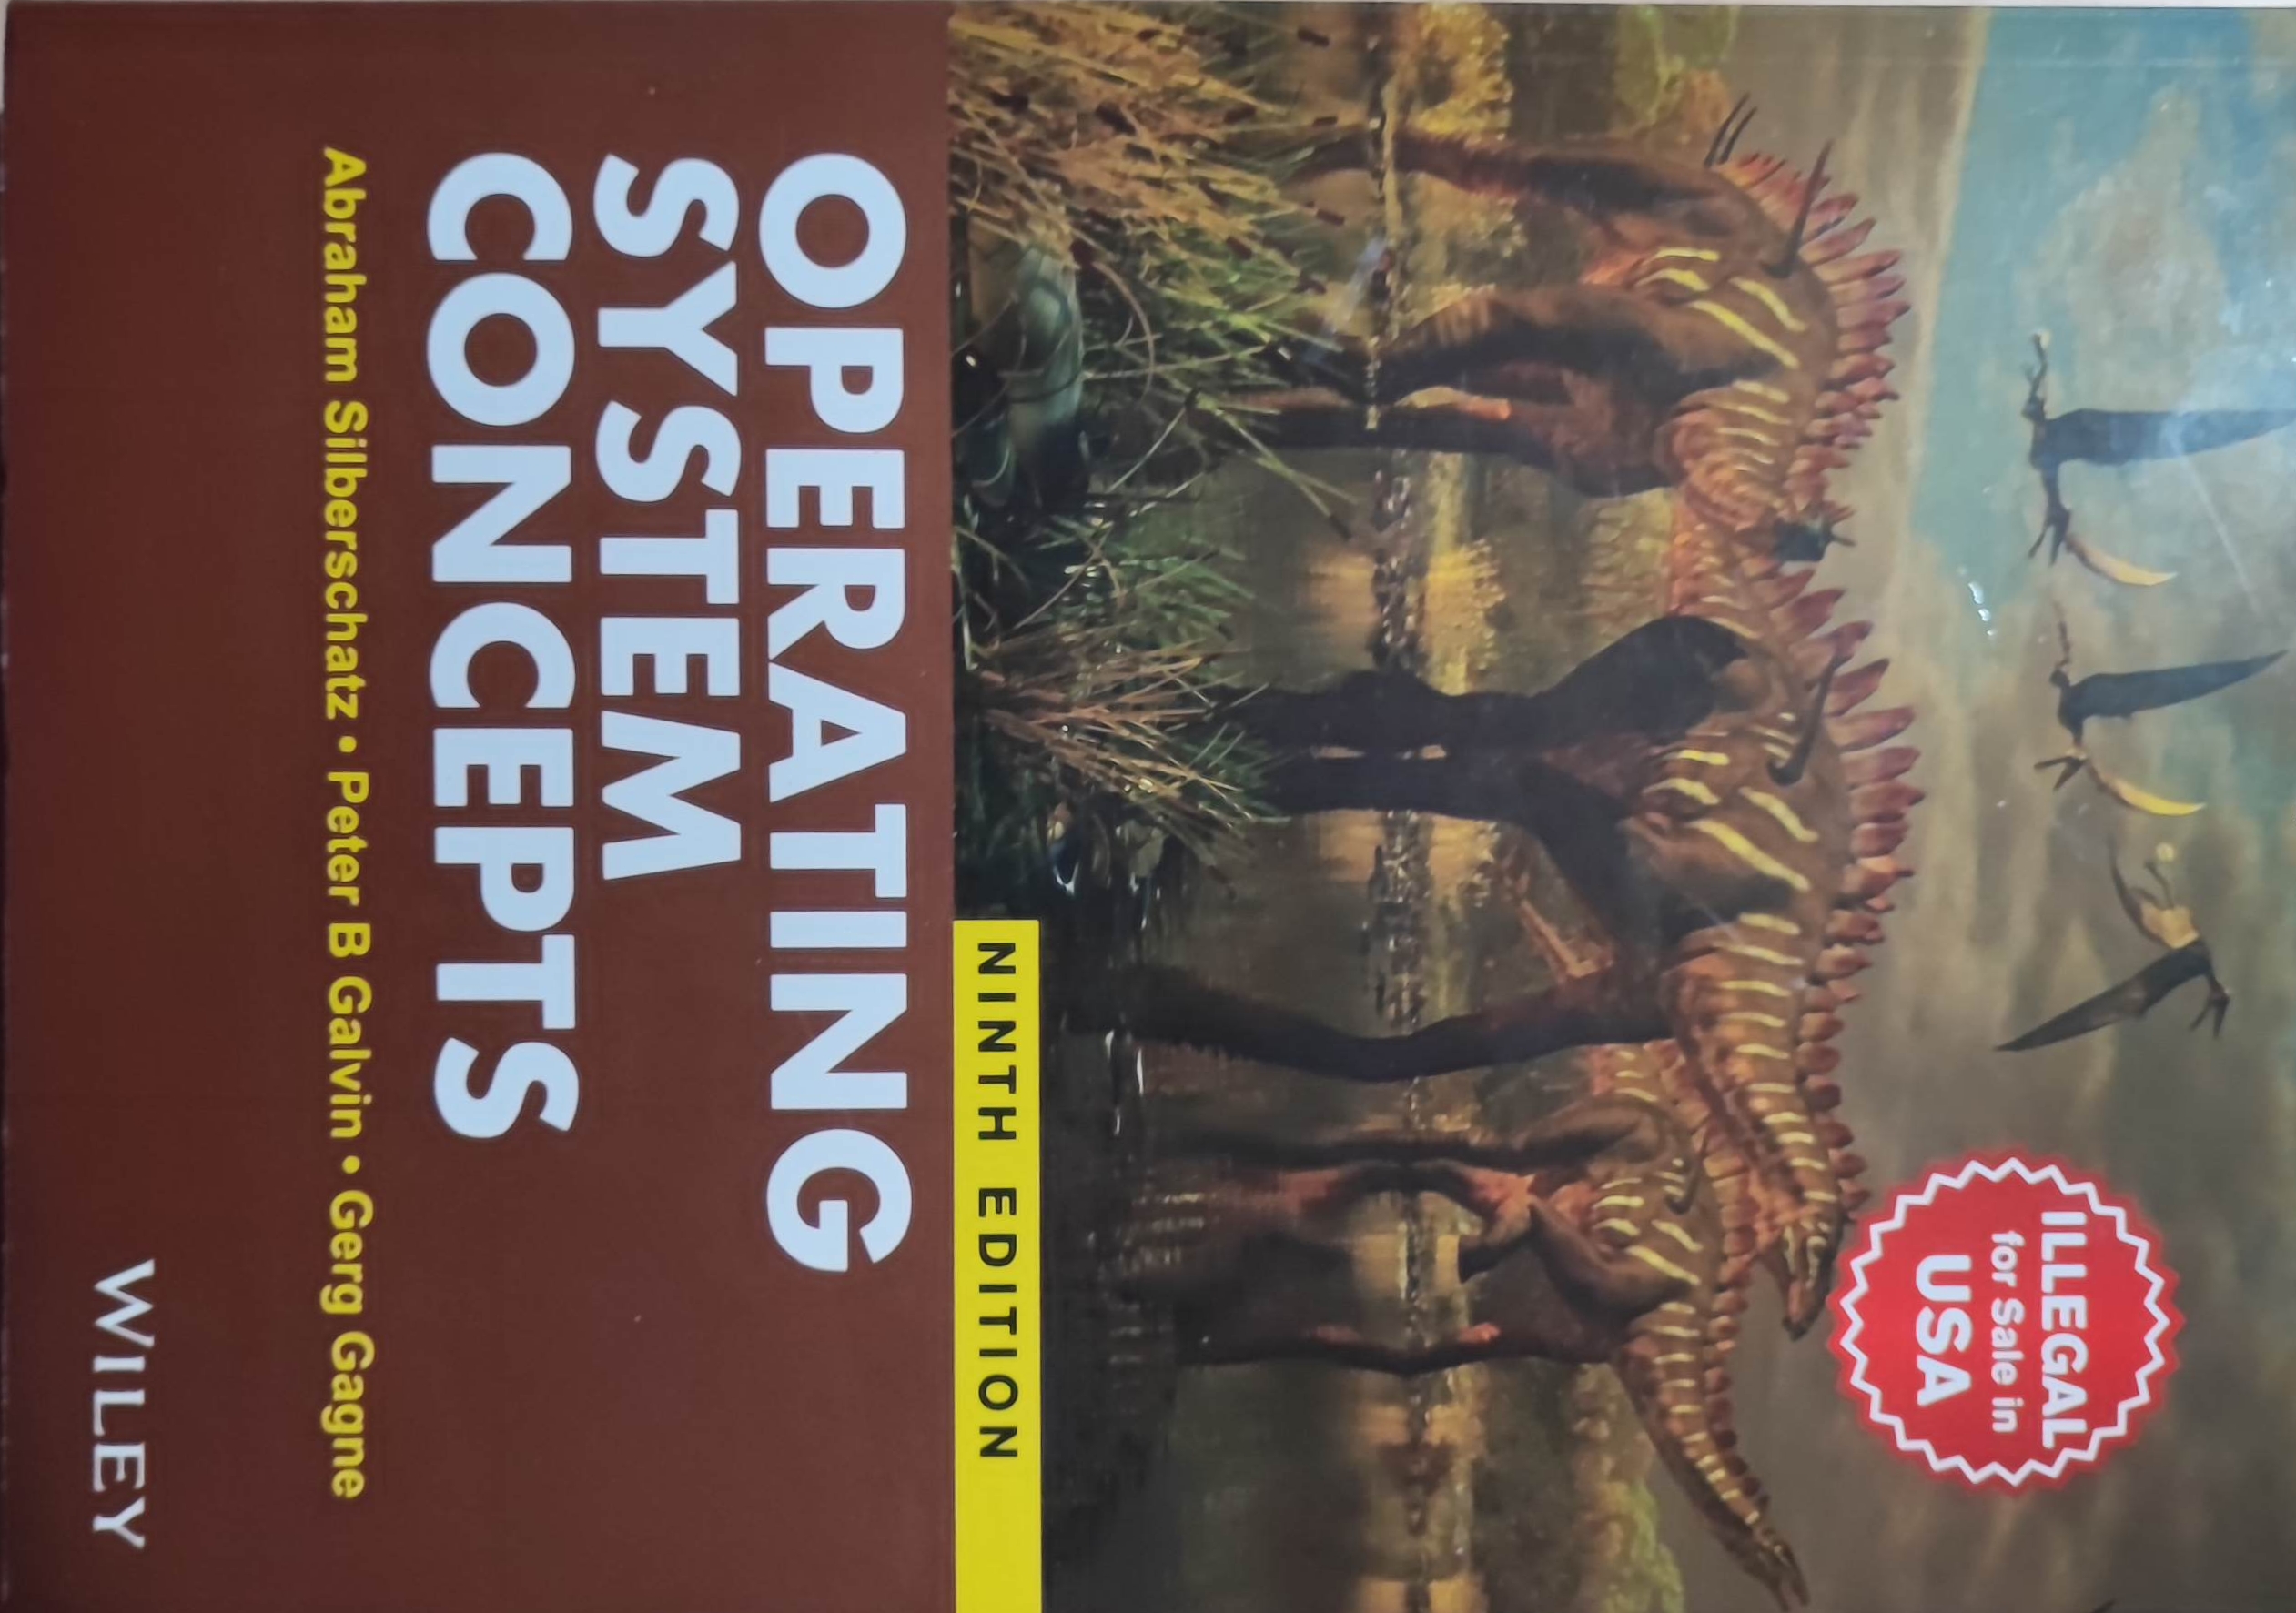 ILLEGAL
for Sale in
USA
NINTH EDITION
OPERATING
SYSTEM
CONCEPTS
Abraham Silberschatz • Peter B Galvin • Gerg Gagne
WILEY